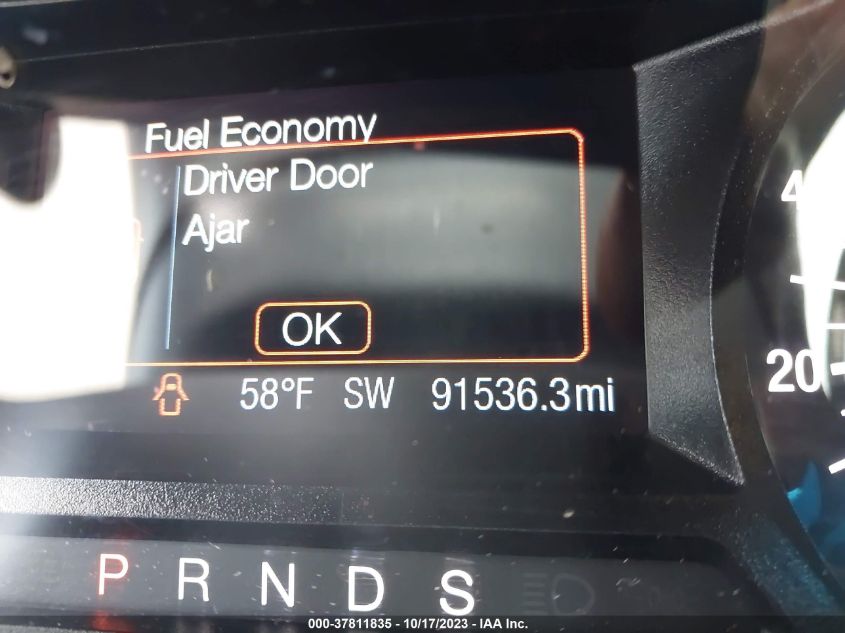 Fuel Economy
Driver Door
Ajar
OK
58°F SW 91536.3mi
20
P R N D S
000-37811835 - 10/17/2023 - IAA Inc.